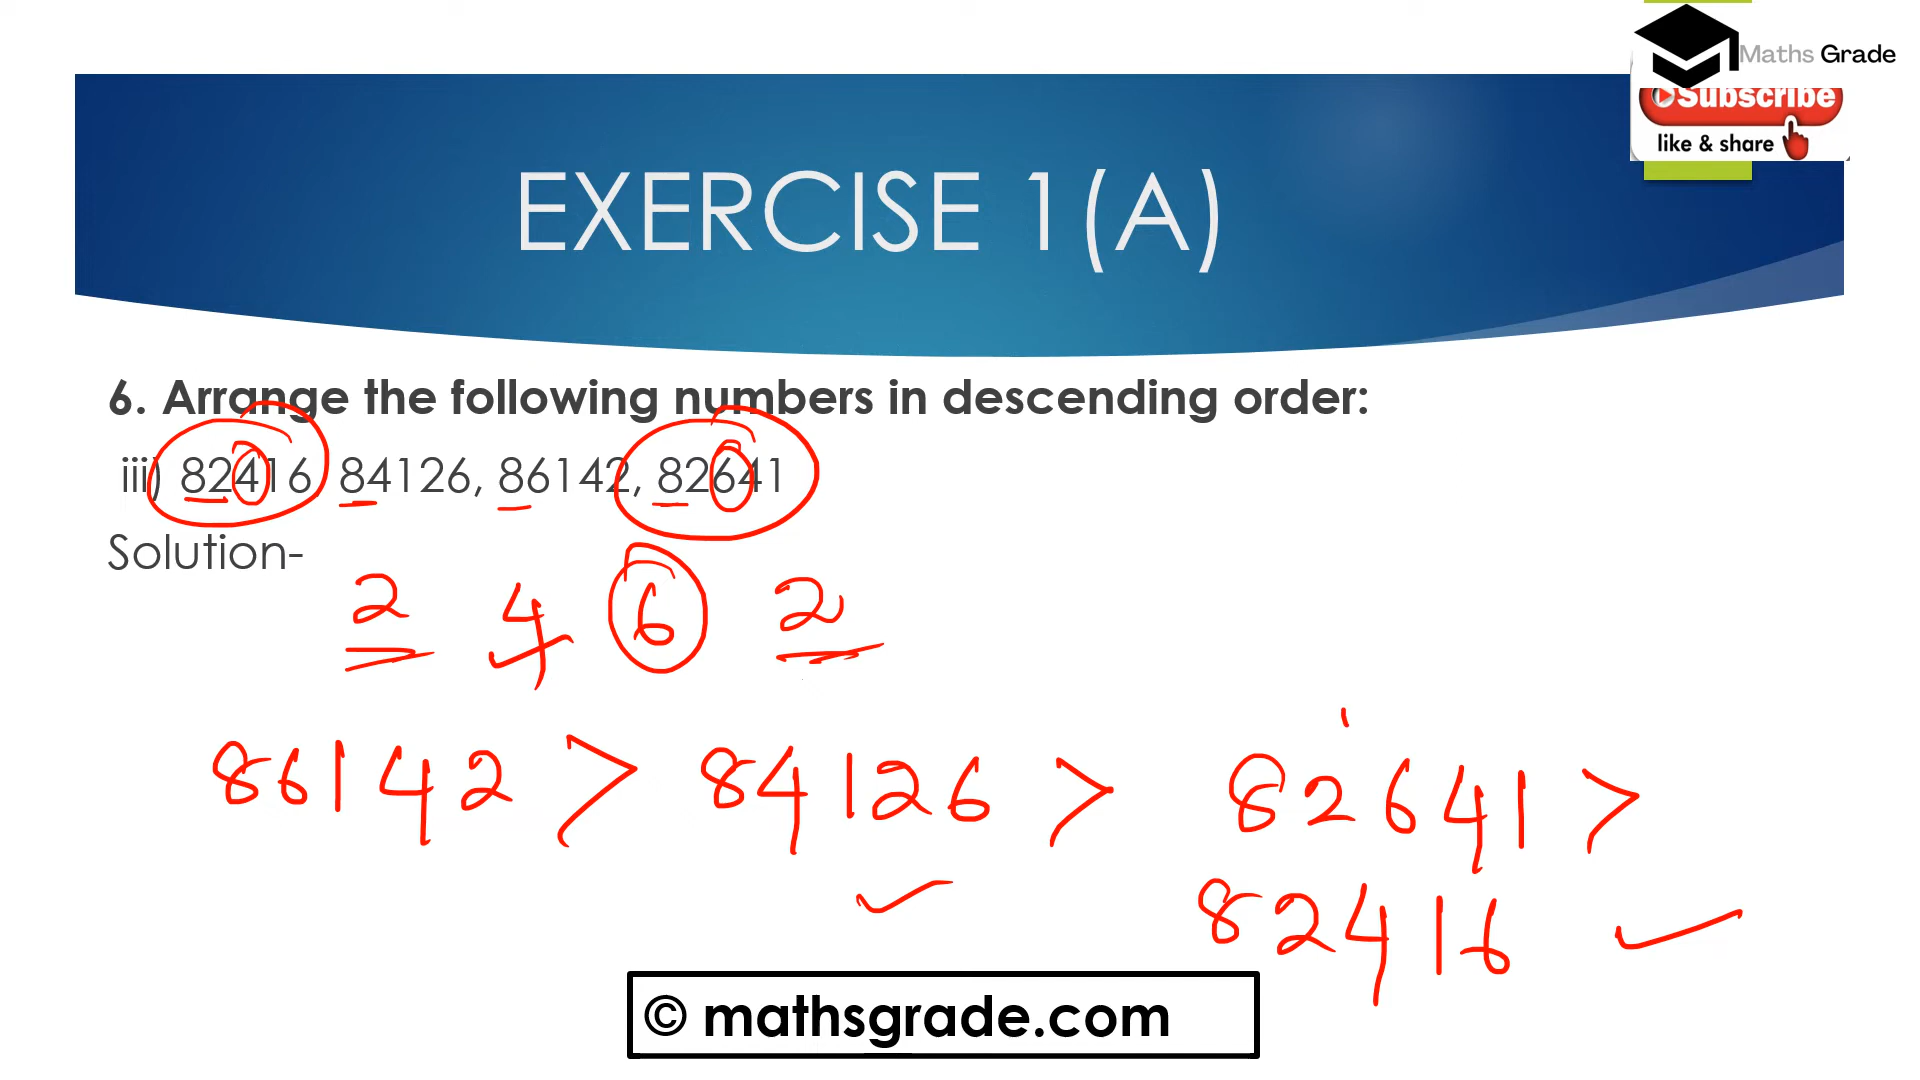 Maths Grade
Subscribe
like & share
EXERCISE 1(A)
6. Arrange the following numbers in descending order:
iii) 82416, 84126, 86142, 82641
Solution-
2 4 6 2
86142 > 84126 > 82641 >
82416
© mathsgrade.com